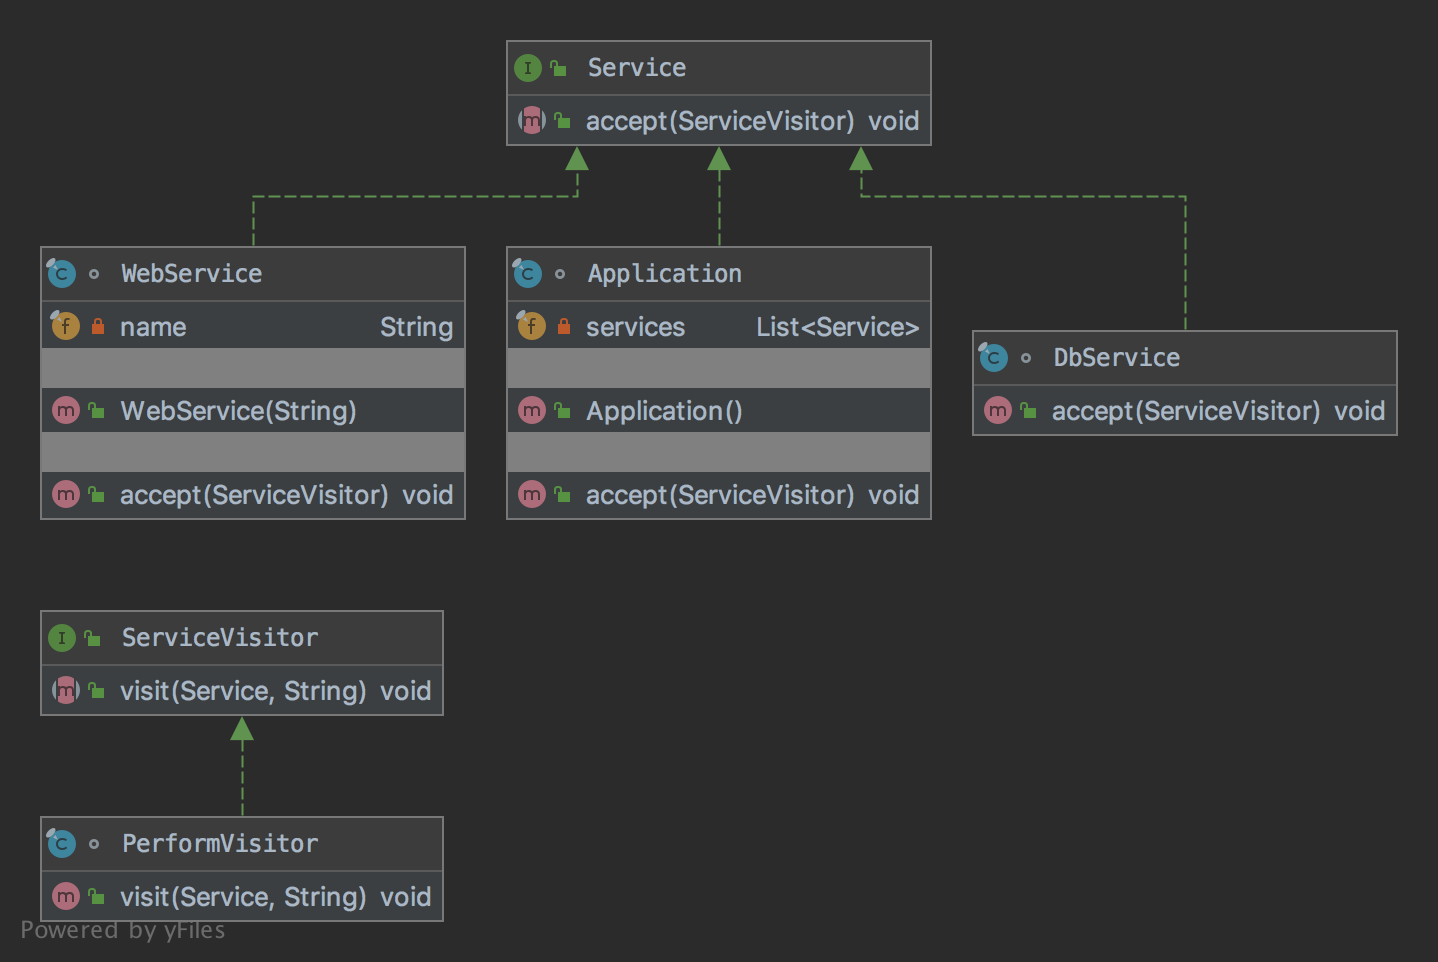 Service
accept(ServiceVisitor) void
WebService
name String
WebService(String)
accept(ServiceVisitor) void
Application
services List<Service>
Application()
accept(ServiceVisitor) void
DbService
accept(ServiceVisitor) void
ServiceVisitor
visit(Service, String) void
PerformVisitor
visit(Service, String) void
Powered by yFiles